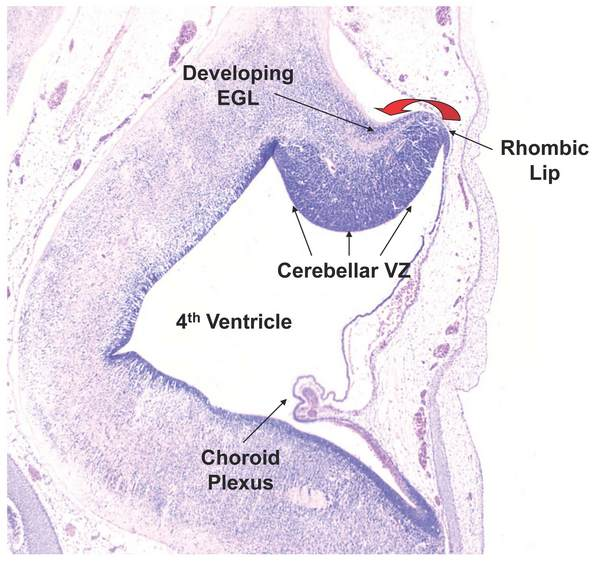 Developing
EGL
Rhombic
Lip
Cerebellar VZ
4th Ventricle
Choroid
Plexus